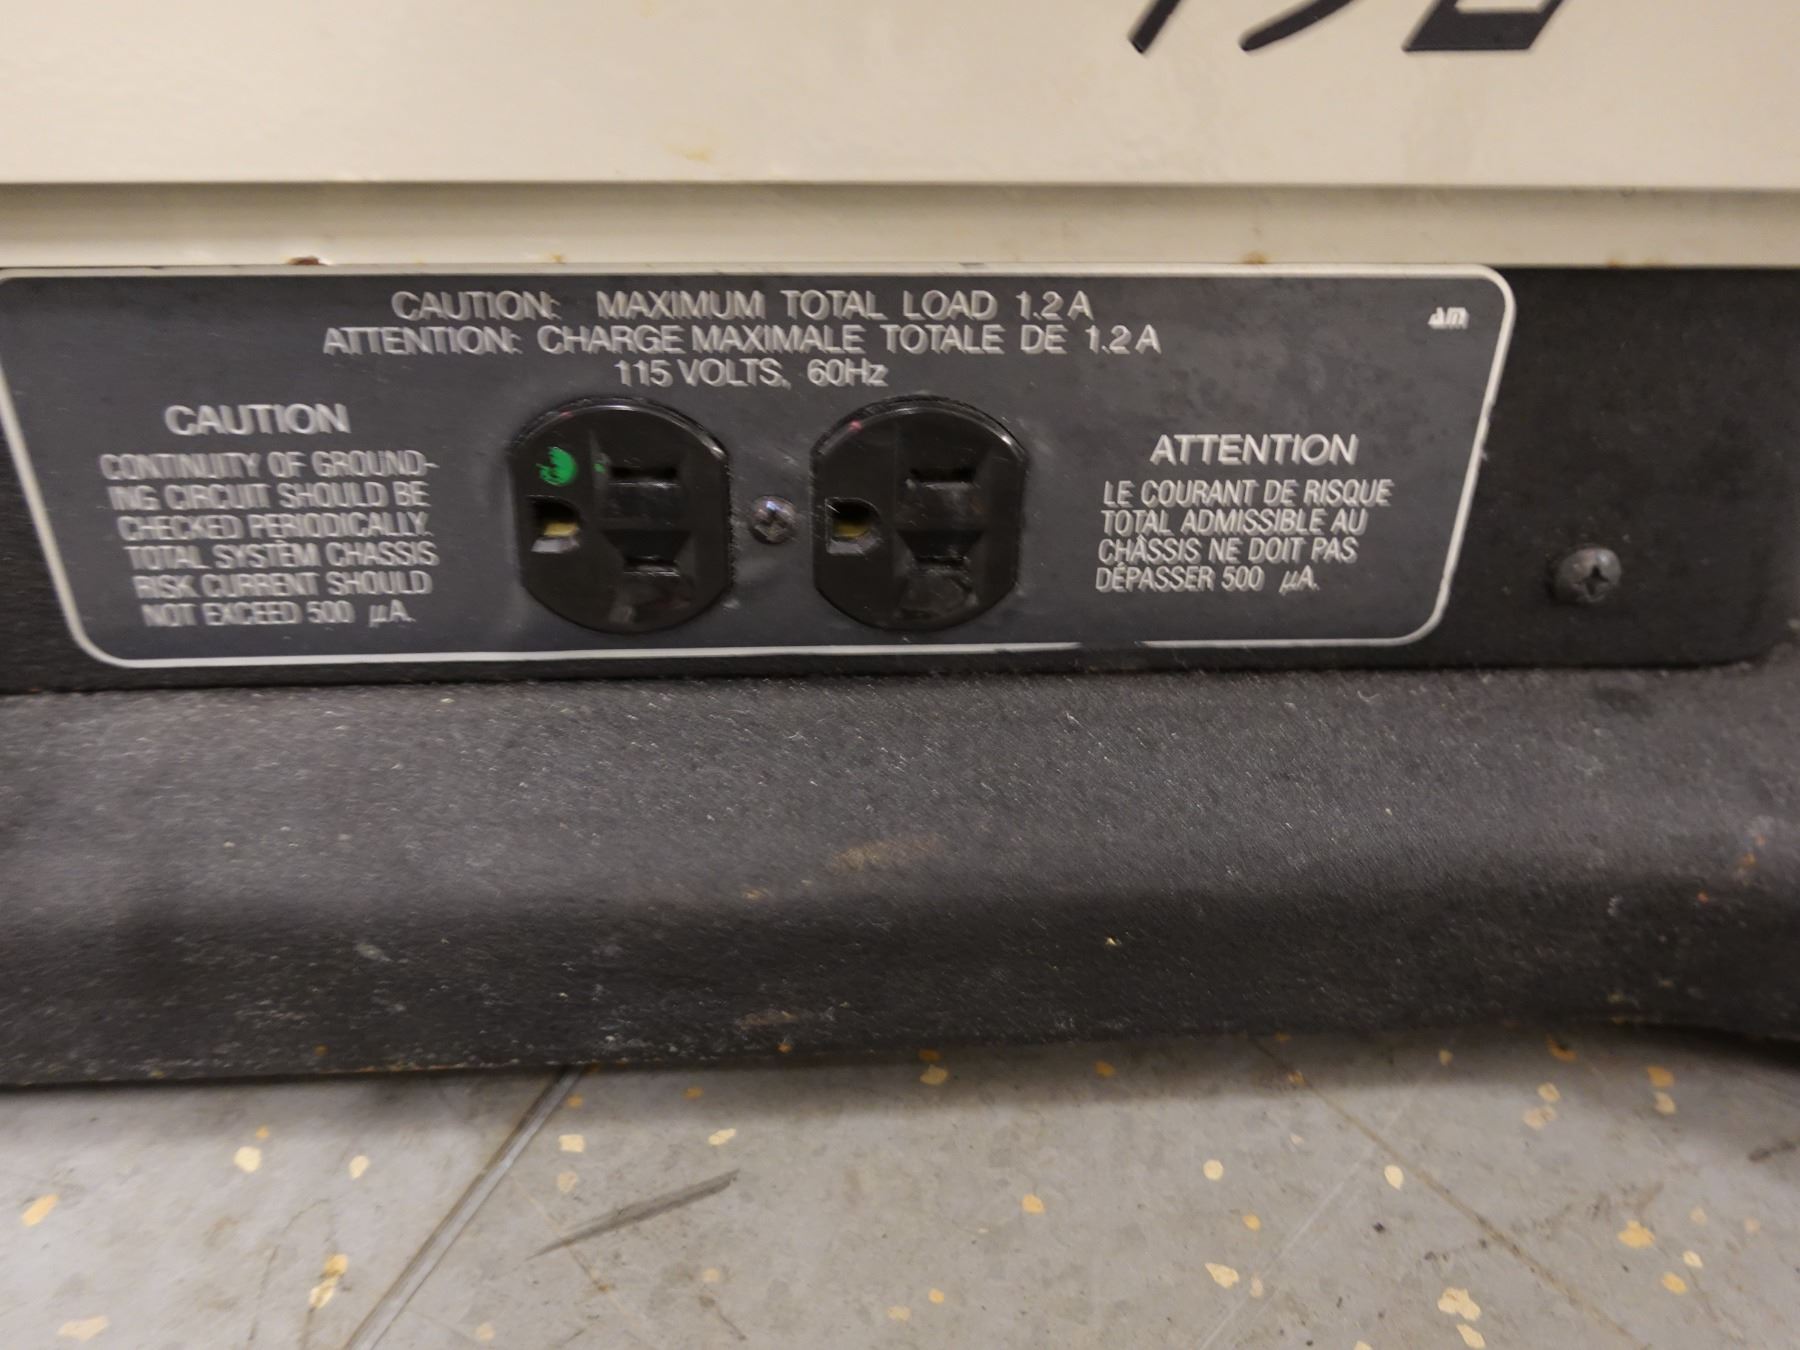 CAUTION: MAXIMUM TOTAL LOAD 1.2 A
ATTENTION: CHARGE MAXIMALE TOTALE DE 1.2 A
115 VOLTS, 60Hz
CAUTION
CONTINUITY OF GROUND-
ING CIRCUIT SHOULD BE
CHECKED PERIODICALLY.
TOTAL SYSTEM CHASSIS
RISK CURRENT SHOULD
NOT EXCEED 500 µA.
ATTENTION
LE COURANT DE RISQUE
TOTAL ADMISSIBLE AU
CHÂSSIS NE DOIT PAS
DÉPASSER 500 µA.